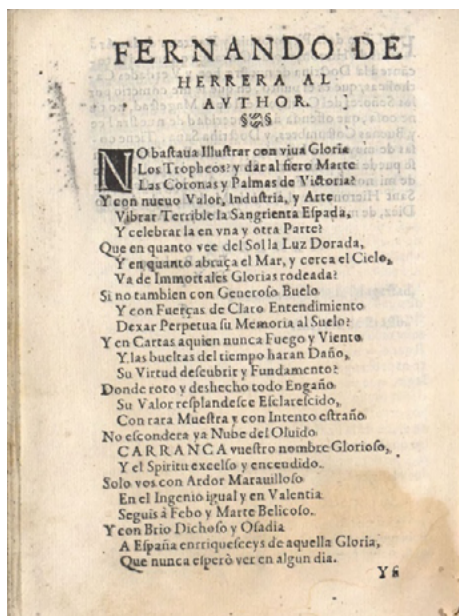 FERNANDO DE
HERRERA AL
AVTHOR.
NO bastaua Illustrar con viua Gloria
Los Tropheos? y dar al fiero Marte
Las Coronas y Palmas de Victoria?
Y con nueuo Valor, Industria, y Arte
Vibrar Terrible la Sangrienta Espada,
Y celebrar la en vna y otra Parte?
Que en quanto vee del Sol la Luz Dorada,
Y en quanto abraça el Mar, y cerca el Cielo,
Va de Immortales Glorias rodeada?
Si no tambien con Generoso Buelo
Y con Fuerças de Claro Entendimiento
Dexar Perpetua su Memoria al Suelo?
Y en Cartas aquien nunca Fuego y Viento
Y las bueltas del tiempo haran Daño,
Su Virtud descubrir y Fundamento?
Donde roto y deshecho todo Engaño
Su Valor resplandesce Esclarescido,
Con rara Muestra y con Intento estraño
No escondera ya Nube del Oluido
CARRANCA vuestro nombre Glorioso,
Y el Spiritu excelso y encendido.
Solo vos con Ardor Marauilloso
En el Ingenio igual y en Valentia
Seguis à Febo y Marte Belicoso.
Y con Brio Dichoso y Osadia
A España enrriquesceys de aquella Gloria,
Que nunca esperò ver en algun dia.